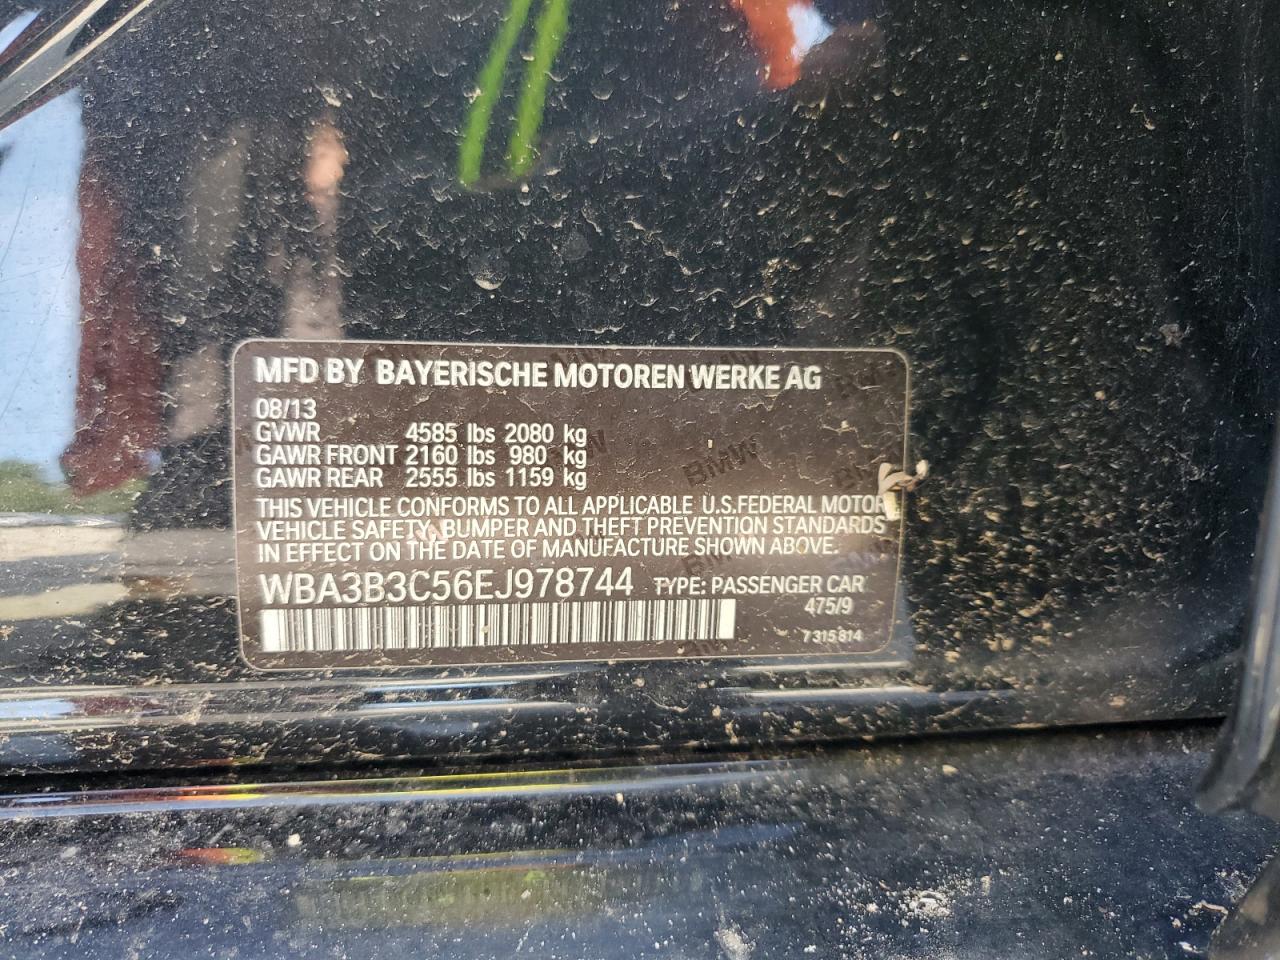 MFD BY BAYERISCHE MOTOREN WERKE AG
08/13
GVWR 4585 lbs 2080 kg
GAWR FRONT 2160 lbs 980 kg
GAWR REAR 2555 lbs 1159 kg
THIS VEHICLE CONFORMS TO ALL APPLICABLE U.S.FEDERAL MOTOR
VEHICLE SAFETY, BUMPER AND THEFT PREVENTION STANDARDS
IN EFFECT ON THE DATE OF MANUFACTURE SHOWN ABOVE.
WBA3B3C56EJ978744 TYPE: PASSENGER CAR
475/9
7315814